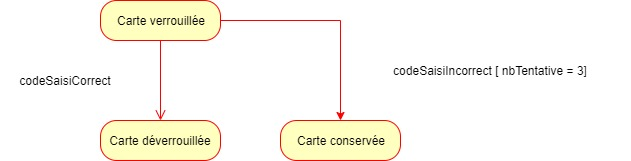 Carte verrouillée
codeSaisiIncorrect [ nbTentative = 3]
codeSaisiCorrect
Carte déverrouillée
Carte conservée